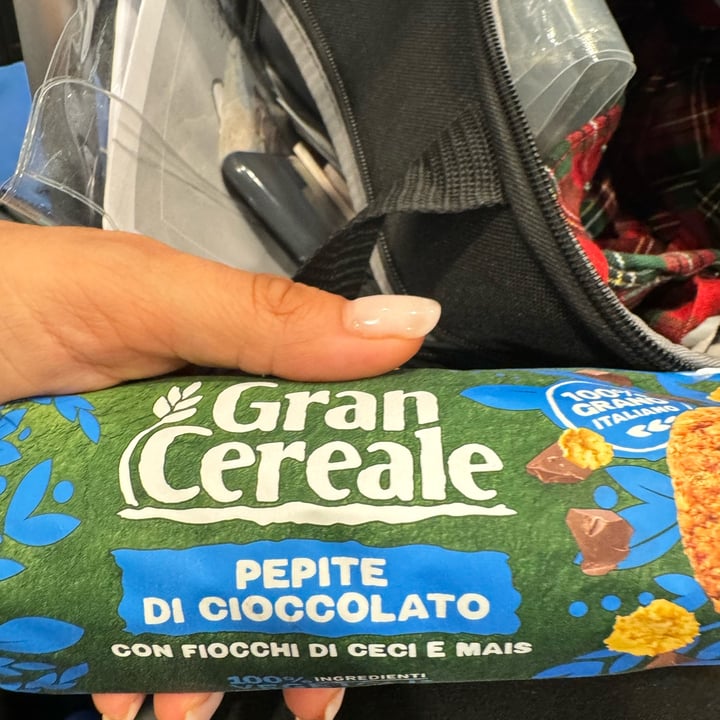 Gran
Cereale
100%
GRANO
ITALIANO
PEPITE
DI CIOCCOLATO
CON FIOCCHI DI CECI E MAIS
100% INGREDIENTI